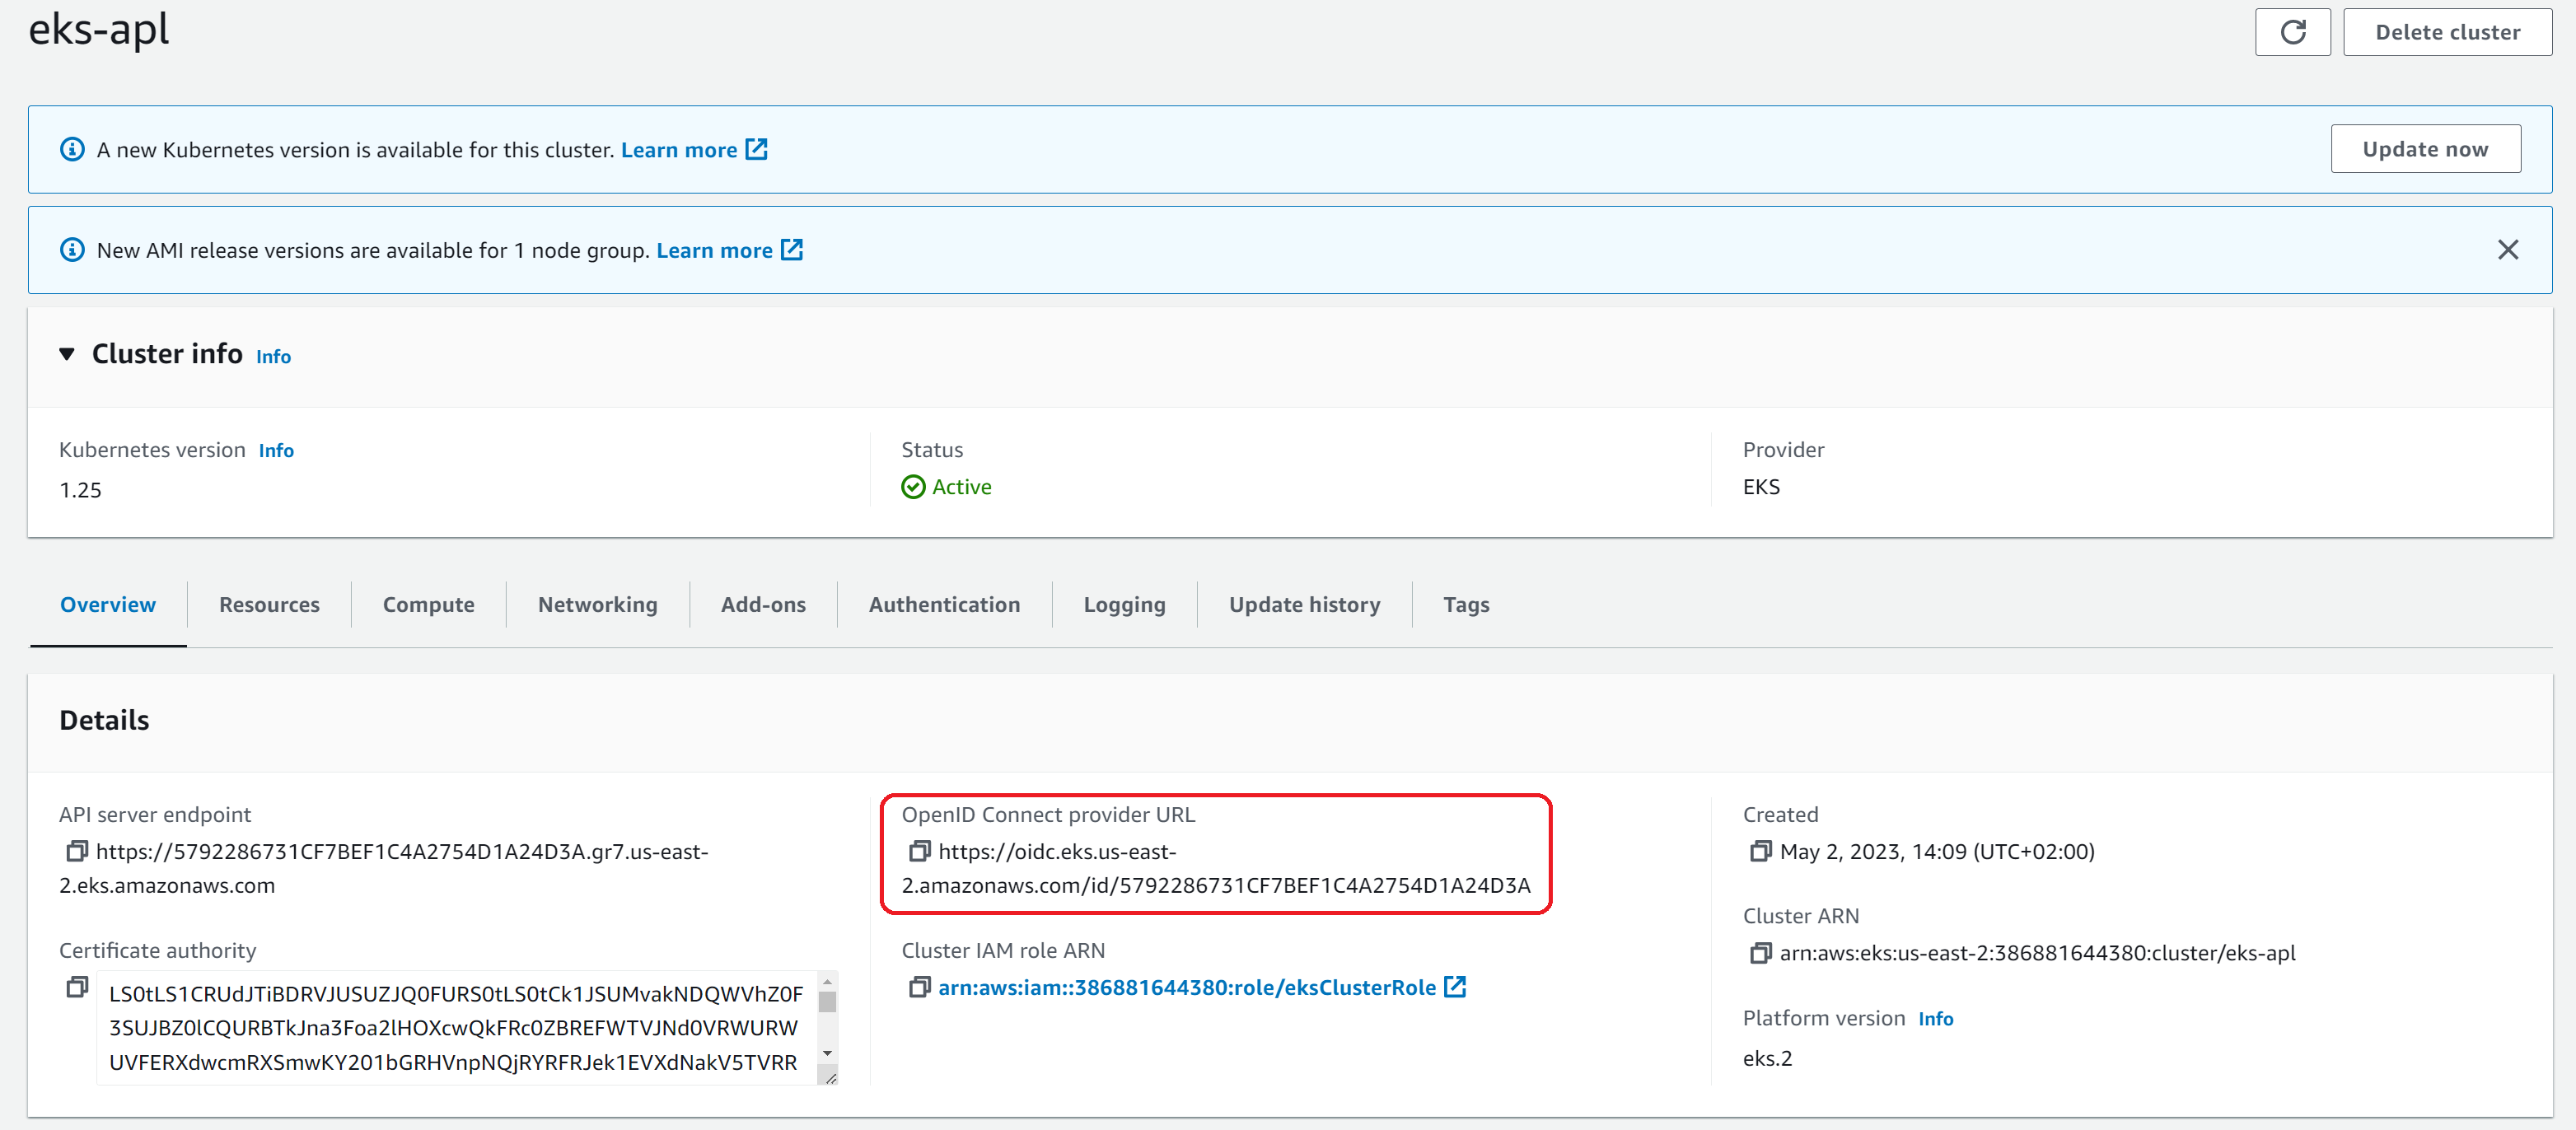 eks-apl
Delete cluster
A new Kubernetes version is available for this cluster. Learn more
Update now
New AMI release versions are available for 1 node group. Learn more
Cluster info Info
Kubernetes version Info
1.25
Status
Active
Provider
EKS
Overview Resources Compute Networking Add-ons Authentication Logging Update history Tags
Details
API server endpoint
https://5792286731CF7BEF1C4A2754D1A24D3A.gr7.us-east-
2.eks.amazonaws.com
Certificate authority
LS0tLS1CRUdJTiBDRVJUSUZJQ0FURS0tLS0tCk1JSUMvakNDQWVhZ0F
3SUJBZ0lCQURBTkJna3Foa2lHOXcwQkFRc0ZBREFWTVJNd0VRWURW
UVFERXdwcmRXSmwKY201bGRHVnpNQjRYRFRJek1EVXdNakV5TVRR
OpenID Connect provider URL
https://oidc.eks.us-east-
2.amazonaws.com/id/5792286731CF7BEF1C4A2754D1A24D3A
Cluster IAM role ARN
arn:aws:iam::386881644380:role/eksClusterRole
Created
May 2, 2023, 14:09 (UTC+02:00)
Cluster ARN
arn:aws:eks:us-east-2:386881644380:cluster/eks-apl
Platform version Info
eks.2